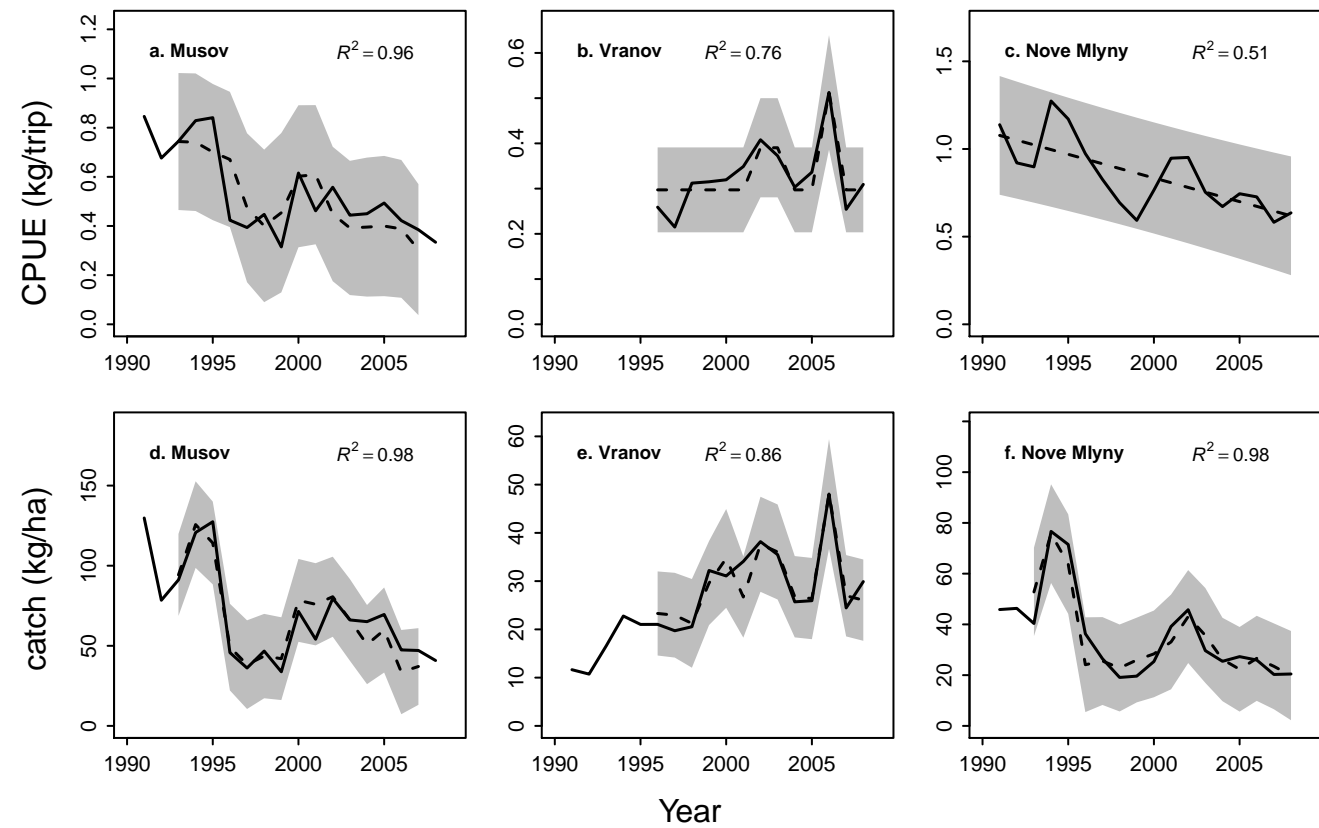 CPUE (kg/trip)
a. Musov
R² = 0.96
0.0 0.2 0.4 0.6 0.8 1.0 1.2
1990 1995 2000 2005
b. Vranov
R² = 0.76
0.0 0.2 0.4 0.6
1990 1995 2000 2005
c. Nove Mlyny
R² = 0.51
0.0 0.5 1.0 1.5
1990 1995 2000 2005
catch (kg/ha)
d. Musov
R² = 0.98
0 50 100 150
1990 1995 2000 2005
e. Vranov
R² = 0.86
0 10 20 30 40 50 60
1990 1995 2000 2005
f. Nove Mlyny
R² = 0.98
0 20 40 60 80 100
1990 1995 2000 2005
Year